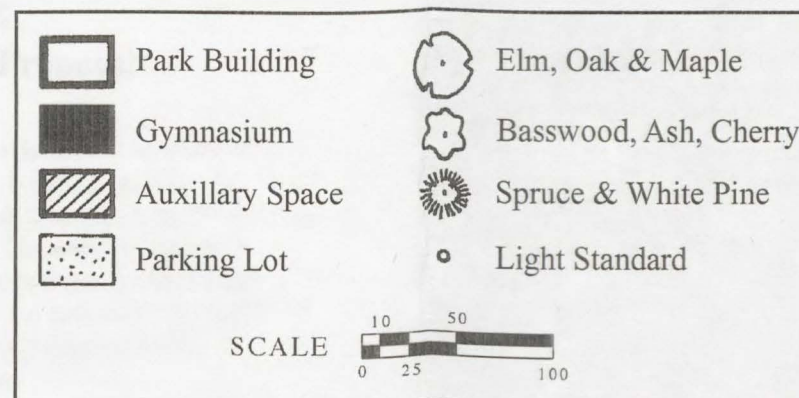 Park Building
Elm, Oak & Maple
Gymnasium
Basswood, Ash, Cherry
Auxillary Space
Spruce & White Pine
Parking Lot
Light Standard
10 50
SCALE
0 25 100